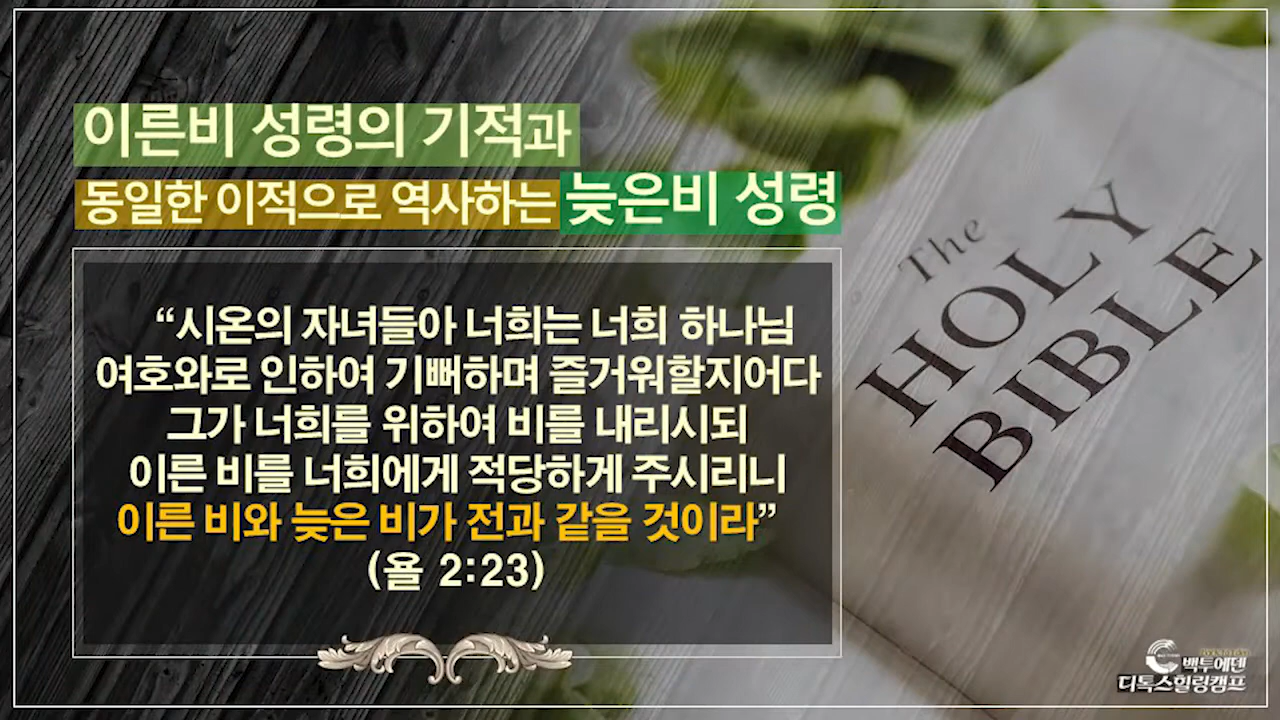 이른비 성령의 기적과
동일한 이적으로 역사하는 늦은비 성령
“시온의 자녀들아 너희는 너희 하나님
여호와로 인하여 기뻐하며 즐거워할지어다
그가 너희를 위하여 비를 내리시되
이른 비를 너희에게 적당하게 주시리니
이른 비와 늦은 비가 전과 같을 것이라”
(욜 2:23)
The
HOLY
BIBLE
백투에덴
디톡스힐링캠프